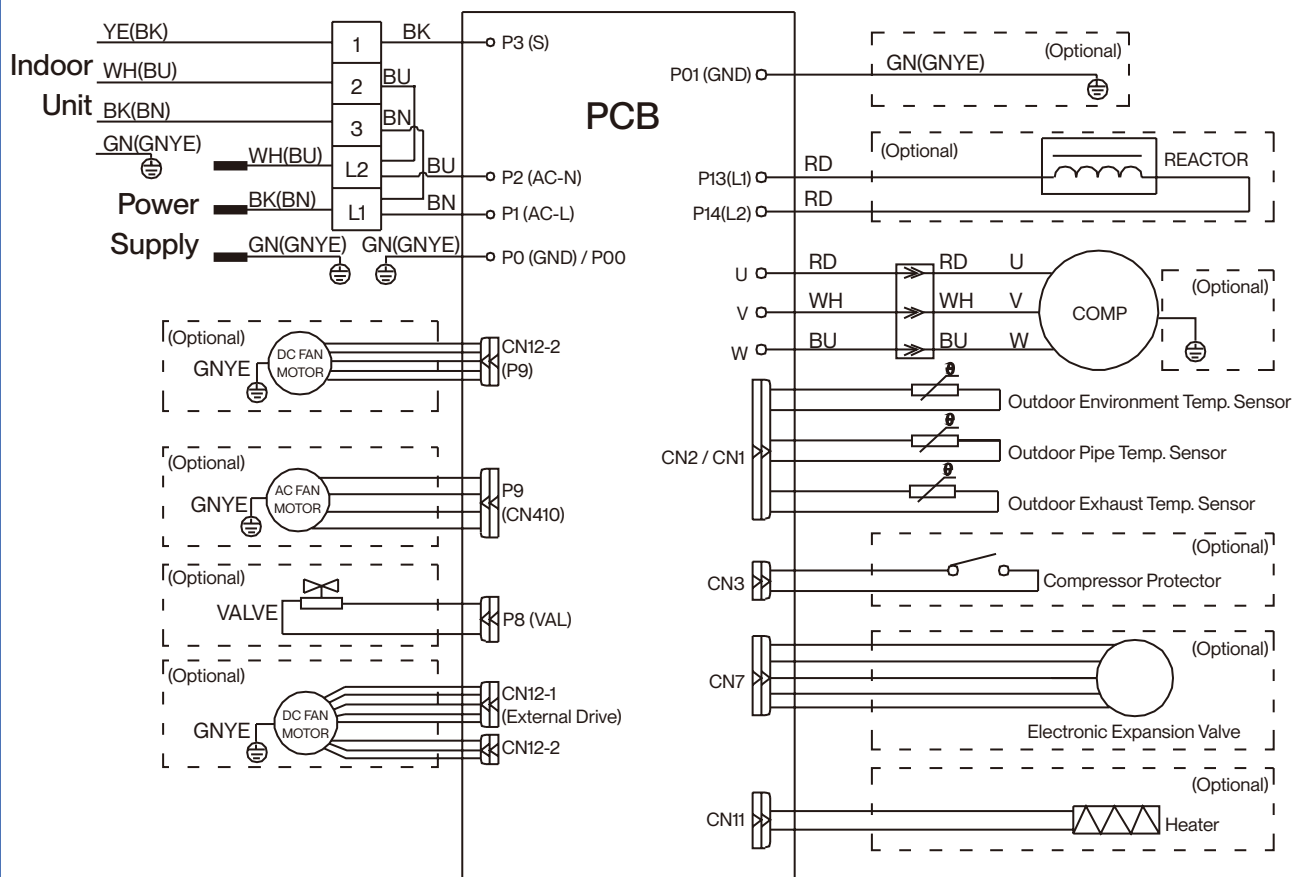 YE(BK)
1
BK
P3 (S)
Indoor
Unit
WH(BU)
2
BU
BK(BN)
3
BN
GN(GNYE)
WH(BU)
L2
BU
P2 (AC-N)
Power
Supply
BK(BN)
L1
BN
P1 (AC-L)
GN(GNYE)
GN(GNYE)
P0 (GND) / P00
PCB
(Optional)
DC FAN
MOTOR
GNYE
CN12-2
(P9)
(Optional)
AC FAN
MOTOR
GNYE
P9
(CN410)
(Optional)
VALVE
P8 (VAL)
(Optional)
DC FAN
MOTOR
GNYE
CN12-1
(External Drive)
CN12-2
P01 (GND)
GN(GNYE)
(Optional)
(Optional)
REACTOR
P13(L1)
RD
P14(L2)
RD
U
RD
RD
U
V
WH
WH
V
W
BU
BU
W
COMP
(Optional)
CN2 / CN1
θ
Outdoor Environment Temp. Sensor
θ
Outdoor Pipe Temp. Sensor
θ
Outdoor Exhaust Temp. Sensor
(Optional)
CN3
Compressor Protector
(Optional)
CN7
Electronic Expansion Valve
(Optional)
CN11
Heater